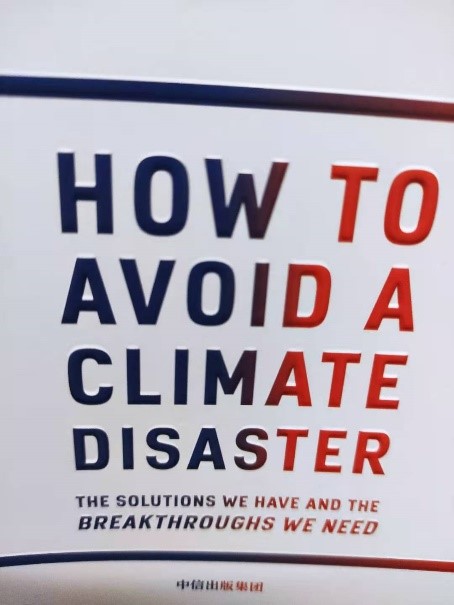 HOW TO
AVOID A
CLIMATE
DISASTER
THE SOLUTIONS WE HAVE AND THE
BREAKTHROUGHS WE NEED
中信出版集团